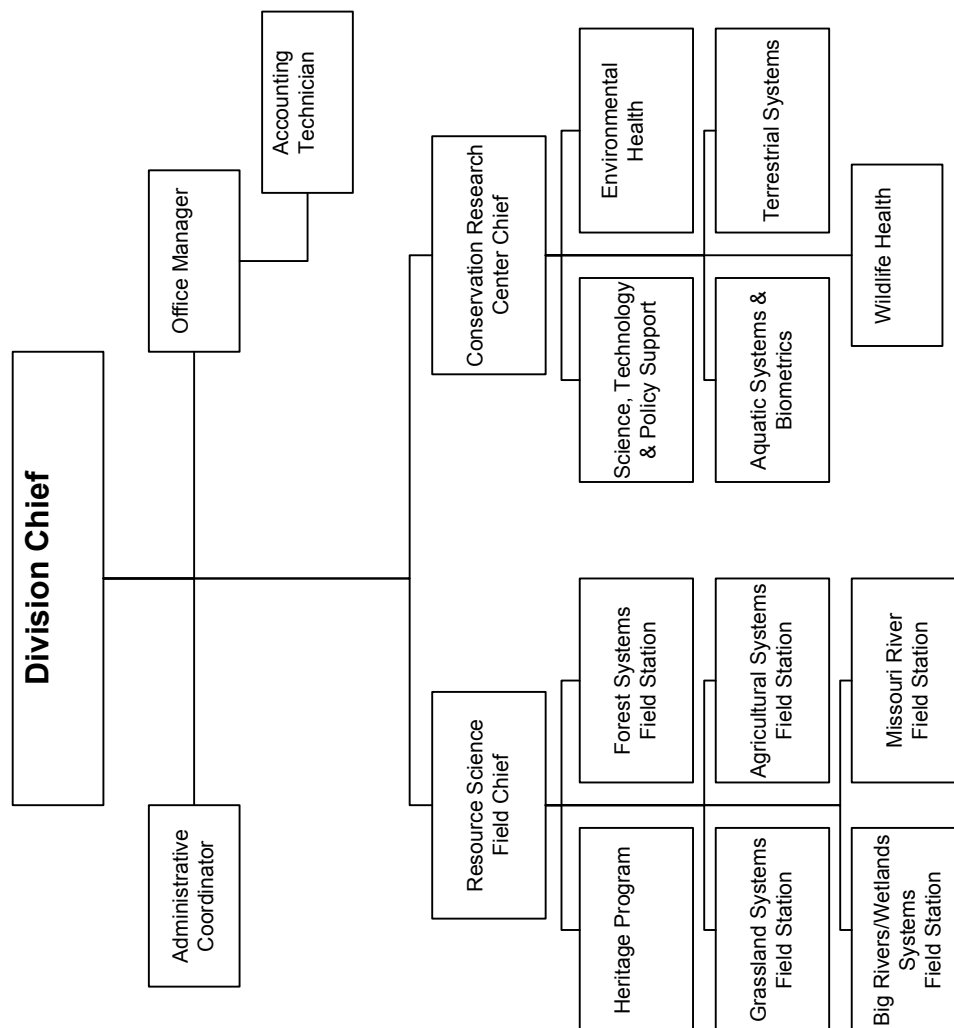 Division Chief
Administrative
Coordinator
Office Manager
Accounting
Technician
Resource Science
Field Chief
Conservation Research
Center Chief
Heritage Program
Forest Systems
Field Station
Grassland Systems
Field Station
Agricultural Systems
Field Station
Big Rivers/Wetlands
Systems
Field Station
Missouri River
Field Station
Science, Technology
& Policy Support
Environmental
Health
Aquatic Systems &
Biometrics
Terrestrial Systems
Wildlife Health